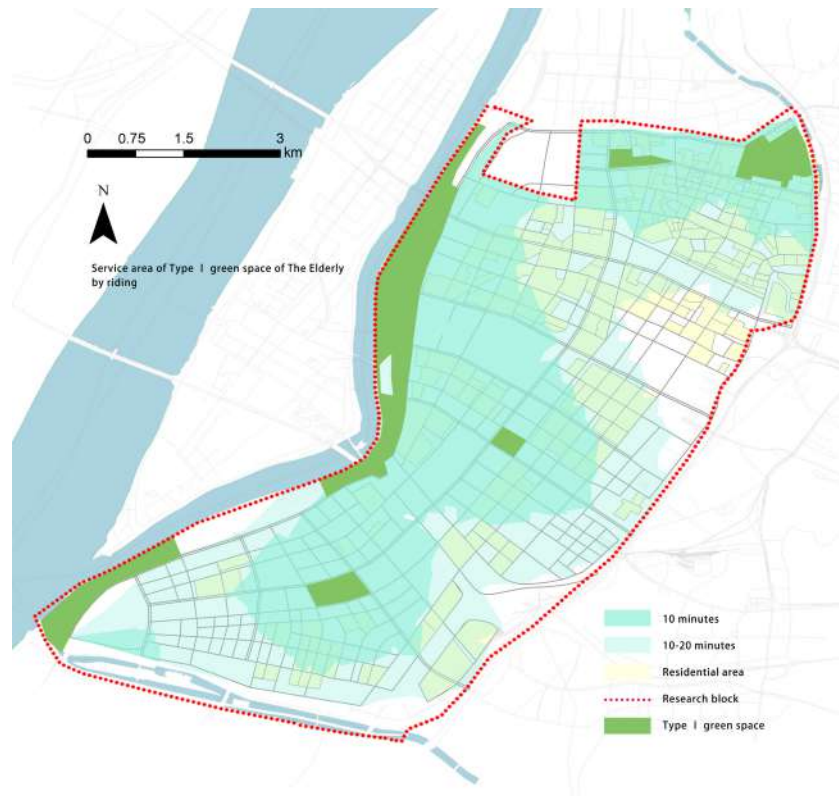 0 0.75 1.5 3
km
N
Service area of Type Ⅰ green space of The Elderly
by riding
10 minutes
10-20 minutes
Residential area
Research block
Type Ⅰ green space